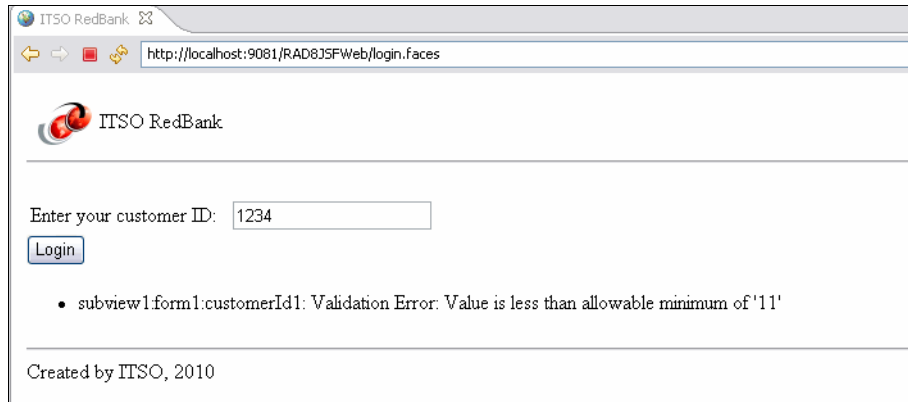 ITSO RedBank
http://localhost:9081/RAD8JSFWeb/login.faces
ITSO RedBank
Enter your customer ID: 1234
Login
• subview1:form1:customerId1: Validation Error: Value is less than allowable minimum of '11'
Created by ITSO, 2010